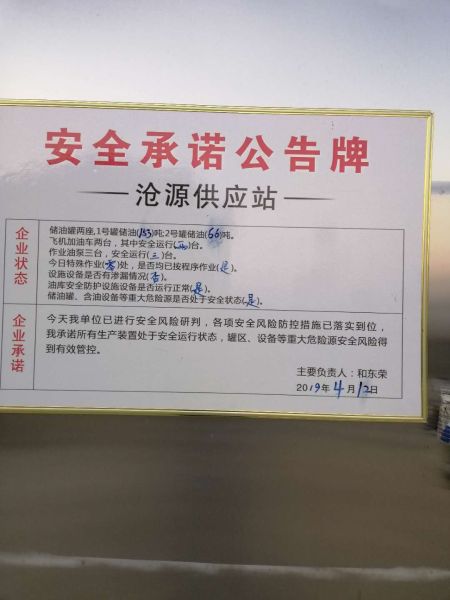 安全承诺公告牌
沧源供应站
企业状态
储油罐两座,1号罐储油(153)吨;2号罐储油(66)吨。
飞机加油车两台，其中安全运行(二)台。
作业油泵三台，安全运行(三)台。
今日特殊作业(零)处，是否均已按程序作业(是)。
设施设备是否有渗漏情况(否)。
油库安全防护设施设备是否运行正常(是)。
储油罐、含油设备等重大危险源是否处于安全状态(是)。
企业承诺
今天我单位已进行安全风险研判，各项安全风险防控措施已落实到位，
我承诺所有生产装置处于安全运行状态，罐区、设备等重大危险源安全风险得
到有效管控。
主要负责人：和东荣
2019年4月12日